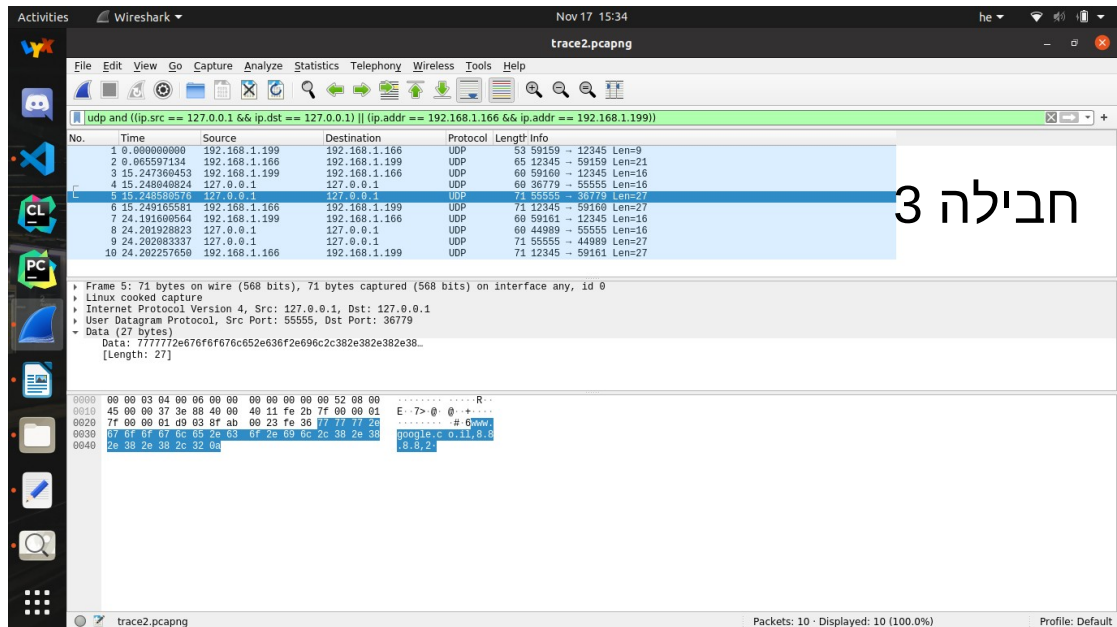 Activities Wireshark Nov 17 15:34 he
trace2.pcapng
File Edit View Go Capture Analyze Statistics Telephony Wireless Tools Help
udp and ((ip.src == 127.0.0.1 && ip.dst == 127.0.0.1) || (ip.addr == 192.168.1.166 && ip.addr == 192.168.1.199))
No. Time Source Destination Protocol Length Info
1 0.000000000 192.168.1.199 192.168.1.166 UDP 53 59159 → 12345 Len=9
2 0.065597134 192.168.1.166 192.168.1.199 UDP 65 12345 → 59159 Len=21
3 15.247360453 192.168.1.199 192.168.1.166 UDP 60 59160 → 12345 Len=16
4 15.248040824 127.0.0.1 127.0.0.1 UDP 60 36779 → 55555 Len=16
5 15.248580576 127.0.0.1 127.0.0.1 UDP 71 55555 → 36779 Len=27
6 15.249165581 192.168.1.166 192.168.1.199 UDP 71 12345 → 59160 Len=27
7 24.191600564 192.168.1.199 192.168.1.166 UDP 60 59161 → 12345 Len=16
8 24.201928823 127.0.0.1 127.0.0.1 UDP 60 44989 → 55555 Len=16
9 24.202083337 127.0.0.1 127.0.0.1 UDP 71 55555 → 44989 Len=27
10 24.202257650 192.168.1.166 192.168.1.199 UDP 71 12345 → 59161 Len=27
חבילה 3
Frame 5: 71 bytes on wire (568 bits), 71 bytes captured (568 bits) on interface any, id 0
Linux cooked capture
Internet Protocol Version 4, Src: 127.0.0.1, Dst: 127.0.0.1
User Datagram Protocol, Src Port: 55555, Dst Port: 36779
Data (27 bytes)
Data: 7777772e676f6f676c652e636f2e696c2c382e382e382e38…
[Length: 27]
0000 00 00 03 04 00 06 00 00 00 00 00 00 00 52 08 00 ········ ·····R··
0010 45 00 00 37 3e 88 40 00 40 11 fe 2b 7f 00 00 01 E··7>·@· @··+····
0020 7f 00 00 01 d9 03 8f ab 00 23 fe 36 77 77 77 2e ········ ·#·6www.
0030 67 6f 6f 67 6c 65 2e 63 6f 2e 69 6c 2c 38 2e 38 google.c o.il,8.8
0040 2e 38 2e 38 2c 32 0a .8.8,2·
trace2.pcapng Packets: 10 · Displayed: 10 (100.0%) Profile: Default